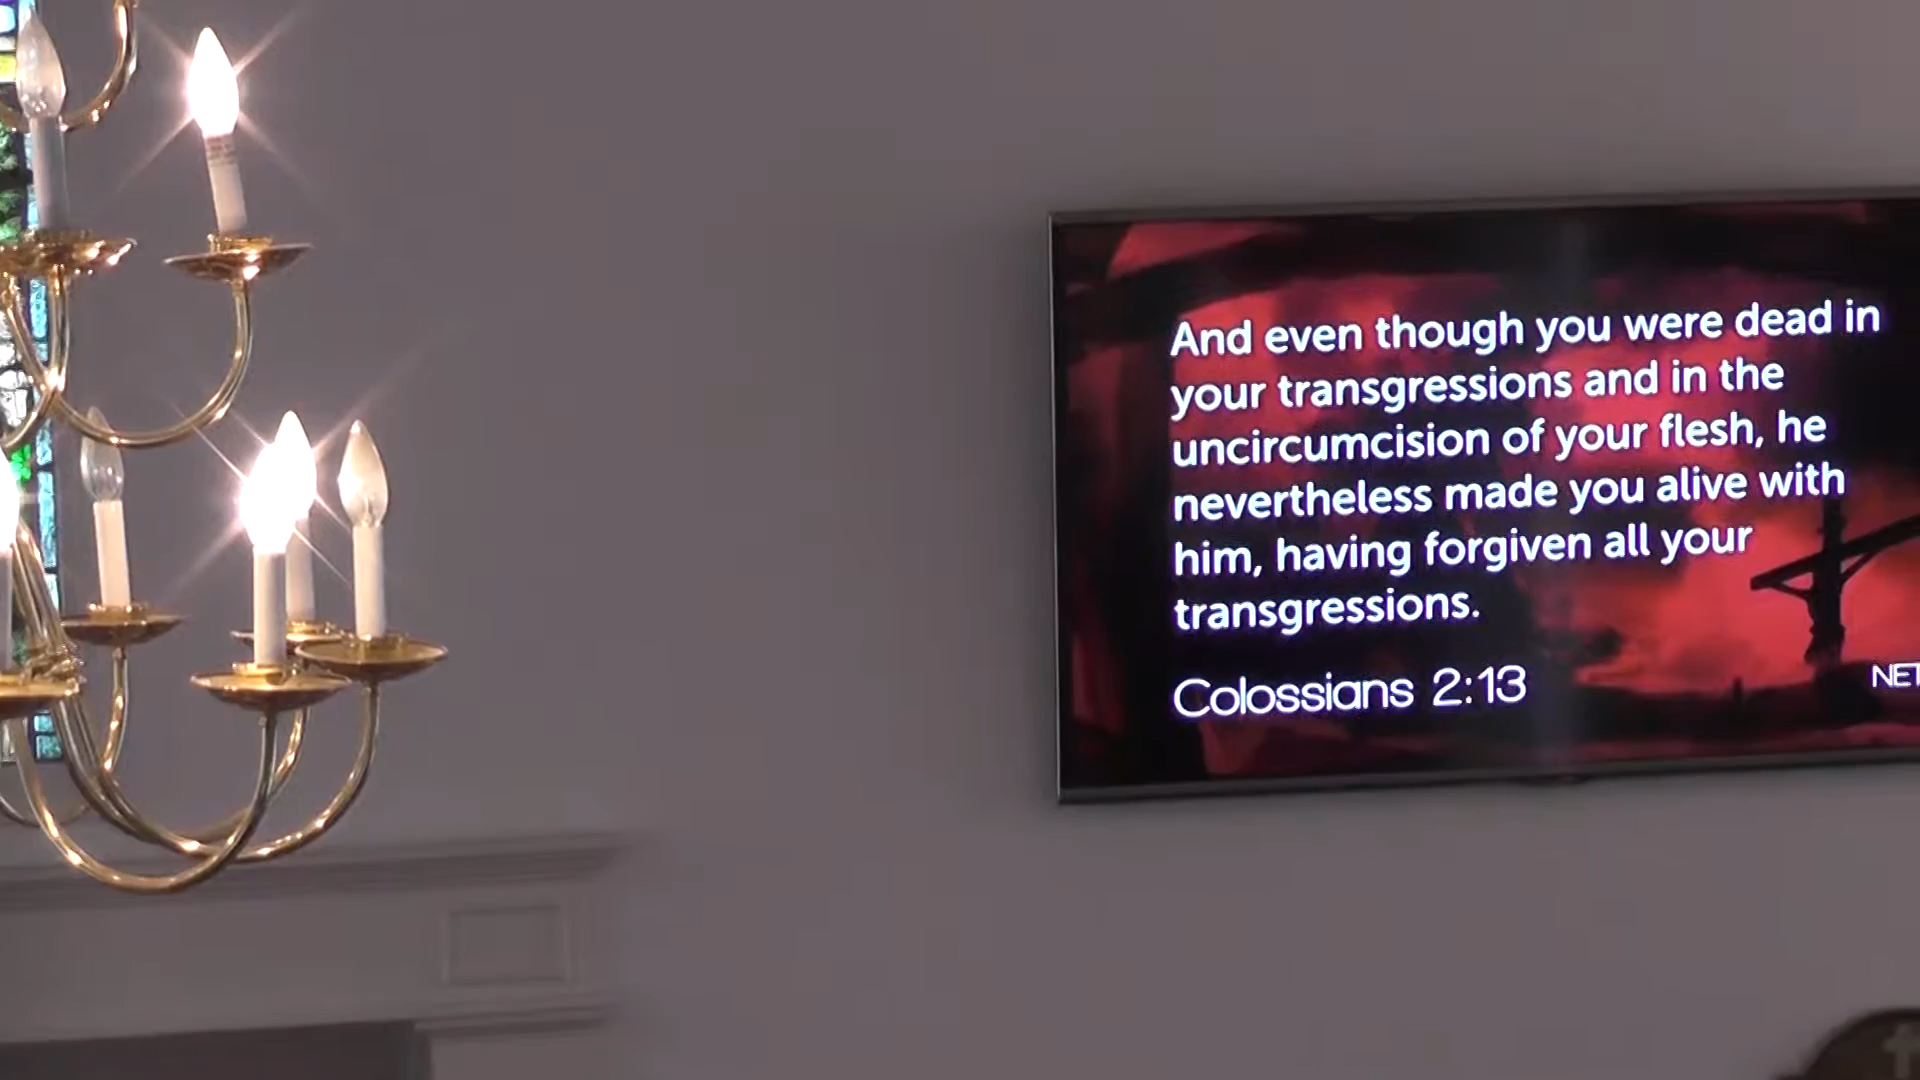 And even though you were dead in
your transgressions and in the
uncircumcision of your flesh, he
nevertheless made you alive with
him, having forgiven all your
transgressions.
Colossians 2:13
NET